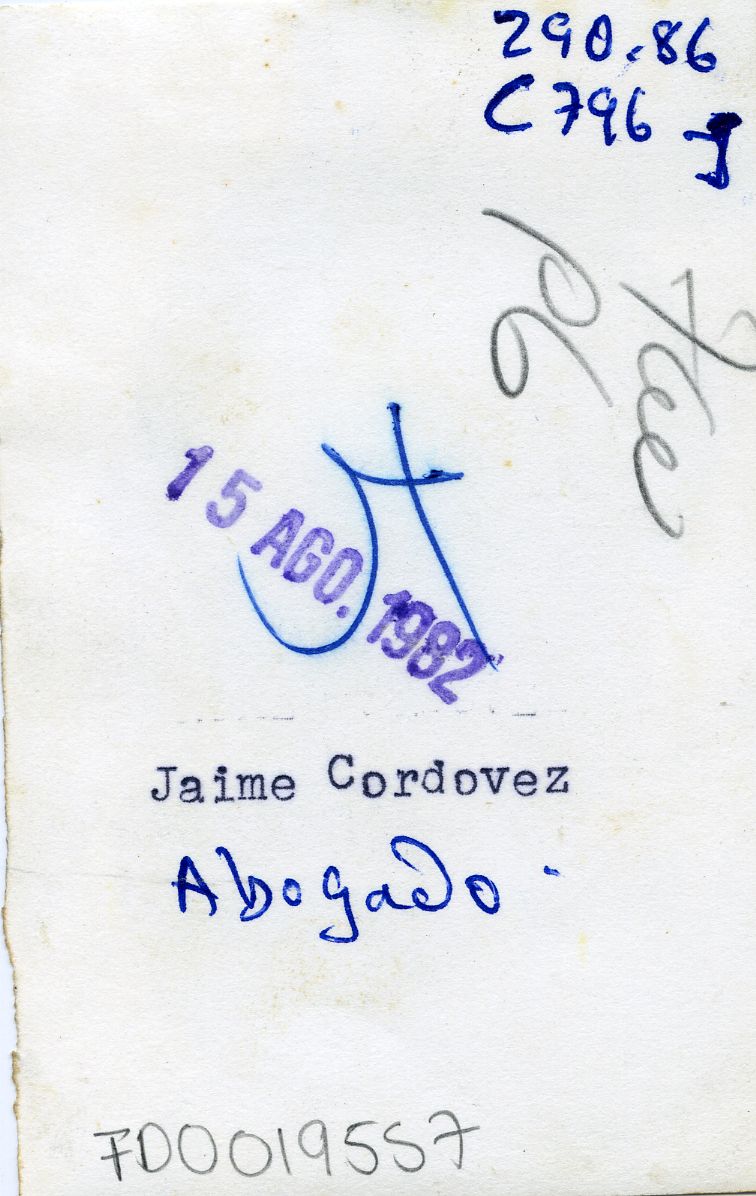 290.86
C796 J
15 AGO. 1982
Jaime Cordovez
Abogado
FD0019557